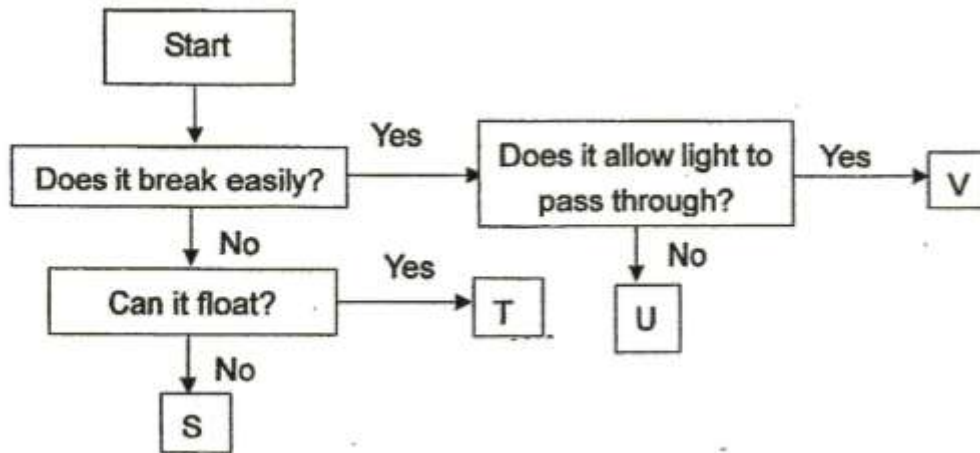 Start
Yes
Does it break easily?
Does it allow light to
pass through?
Yes
V
No
No
Can it float?
Yes
T
U
No
S